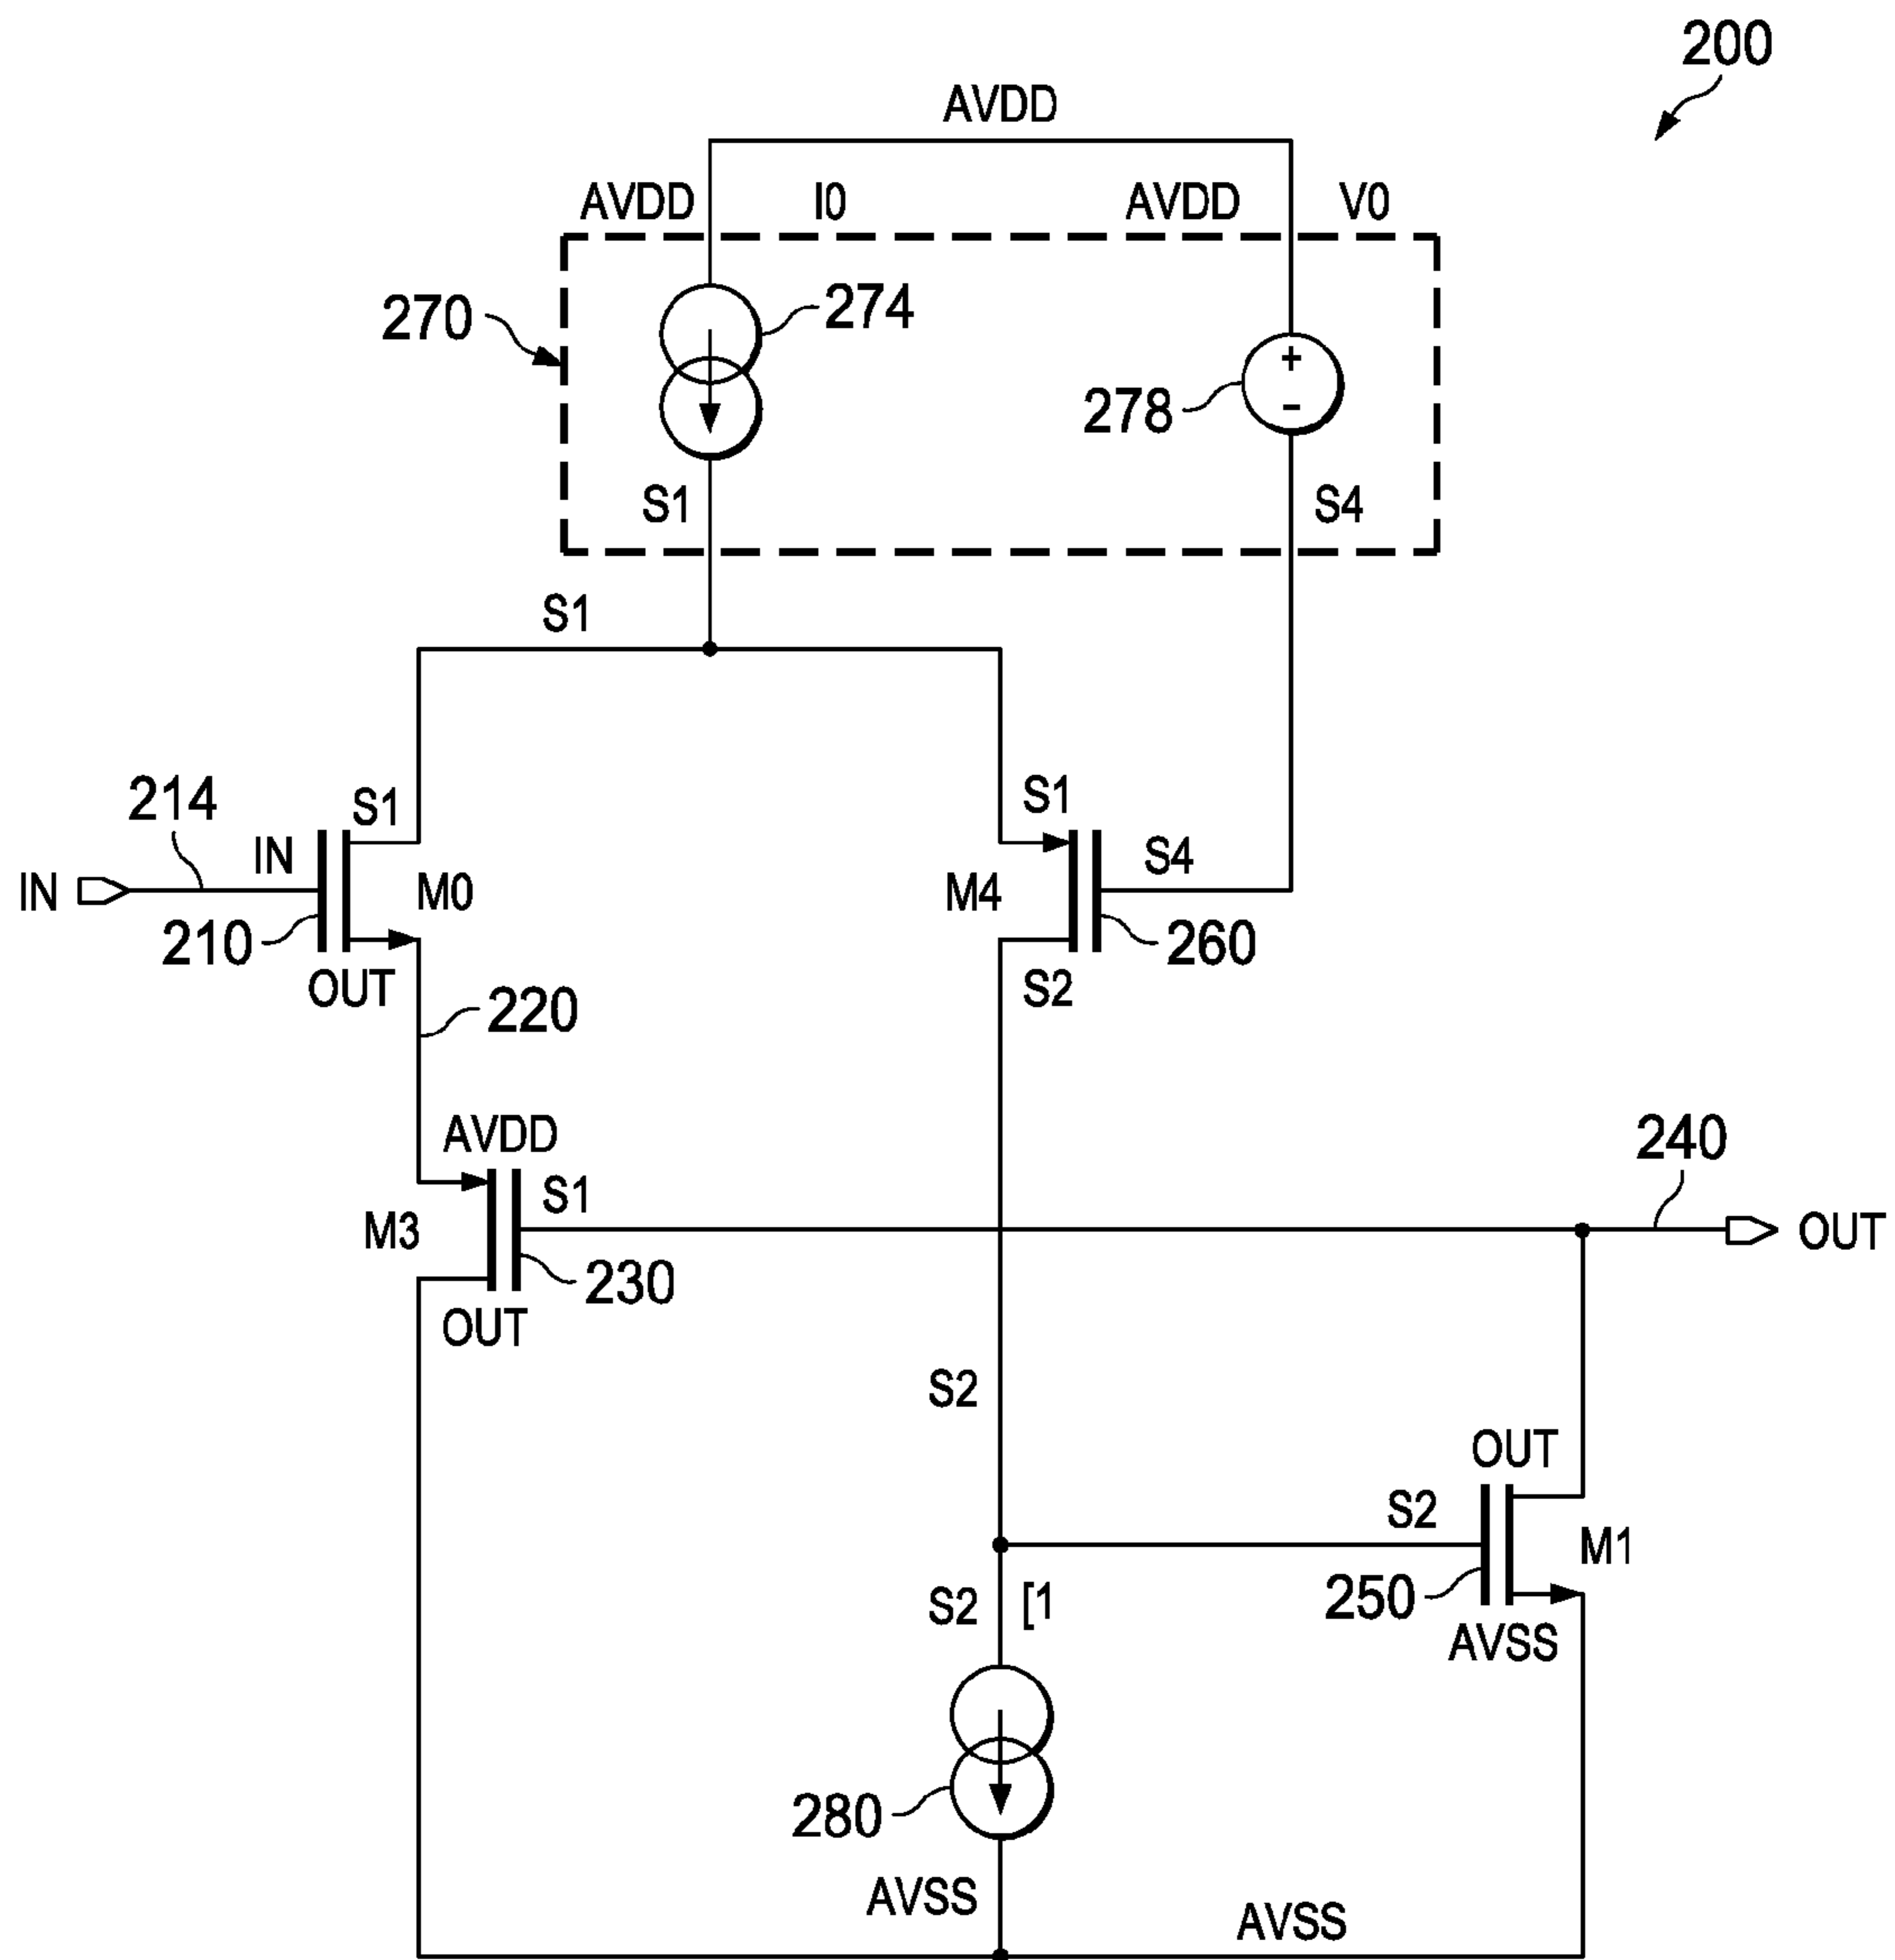 200
AVDD
AVDD I0 AVDD V0
270
274
278
S1 S4
S1
214
S1
S1
IN
IN
M0
M4
S4
210
260
OUT
S2
220
AVDD
240
S1
M3
OUT
230
OUT
S2
OUT
S2
M1
S2 [1
250
AVSS
280
AVSS
AVSS